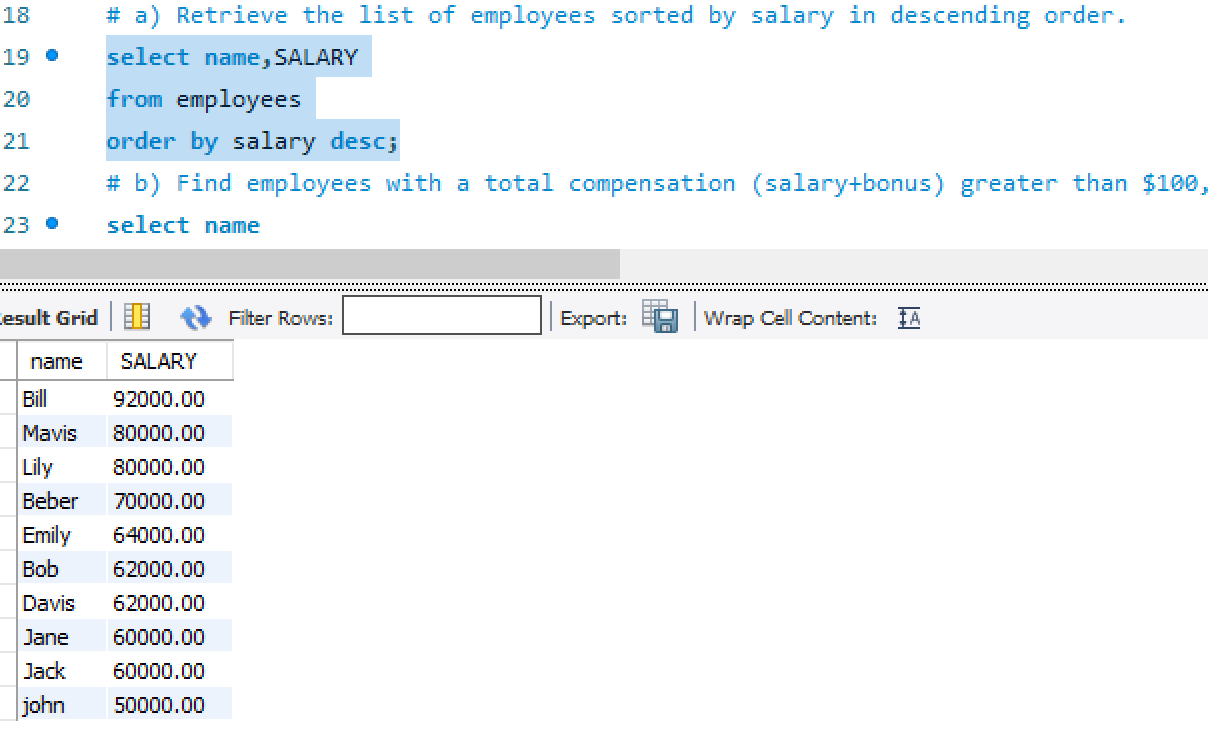 18 # a) Retrieve the list of employees sorted by salary in descending order.
19 select name,SALARY
20 from employees
21 order by salary desc;
22 # b) Find employees with a total compensation (salary+bonus) greater than $100,
23 select name
esult Grid Filter Rows: Export: Wrap Cell Content: IA
name SALARY
Bill 92000.00
Mavis 80000.00
Lily 80000.00
Beber 70000.00
Emily 64000.00
Bob 62000.00
Davis 62000.00
Jane 60000.00
Jack 60000.00
john 50000.00